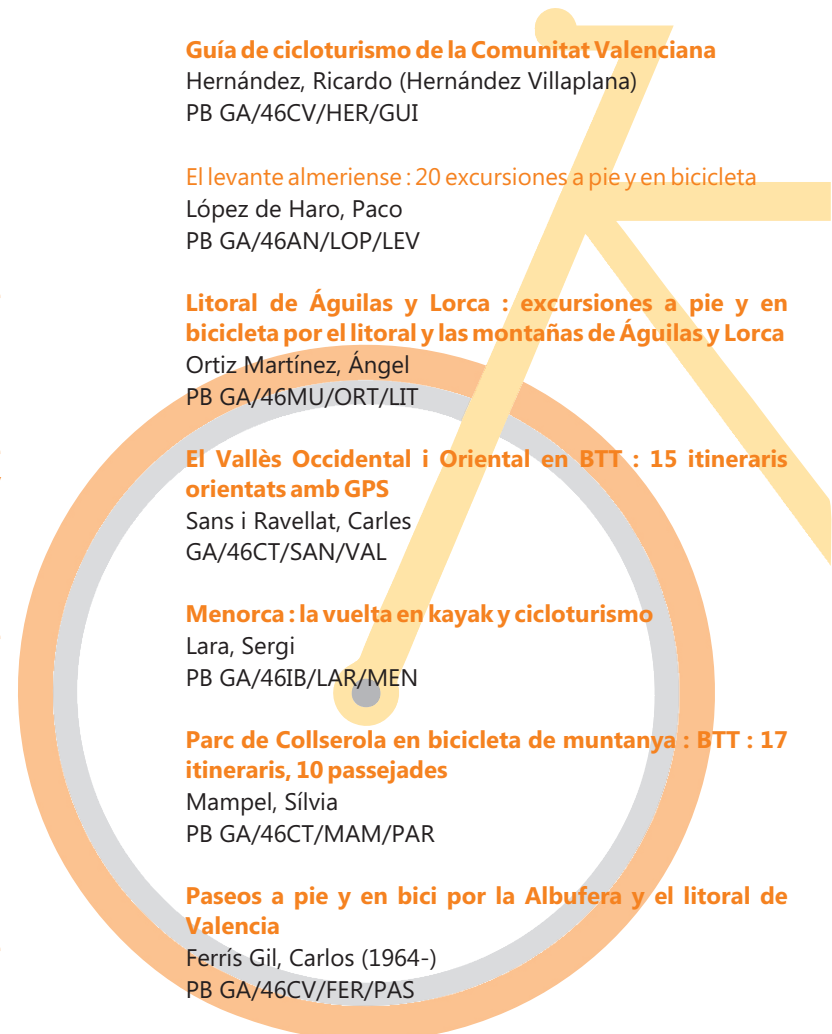 Guía de cicloturismo de la Comunitat Valenciana
Hernández, Ricardo (Hernández Villaplana)
PB GA/46CV/HER/GUI
El levante almeriense : 20 excursiones a pie y en bicicleta
López de Haro, Paco
PB GA/46AN/LOP/LEV
Litoral de Águilas y Lorca : excursiones a pie y en
bicicleta por el litoral y las montañas de Águilas y Lorca
Ortiz Martínez, Ángel
PB GA/46MU/ORT/LIT
El Vallès Occidental i Oriental en BTT : 15 itineraris
orientats amb GPS
Sans i Ravellat, Carles
GA/46CT/SAN/VAL
Menorca : la vuelta en kayak y cicloturismo
Lara, Sergi
PB GA/46IB/LAR/MEN
Parc de Collserola en bicicleta de muntanya : BTT : 17
itineraris, 10 passejades
Mampel, Sílvia
PB GA/46CT/MAM/PAR
Paseos a pie y en bici por la Albufera y el litoral de
Valencia
Ferrís Gil, Carlos (1964-)
PB GA/46CV/FER/PAS